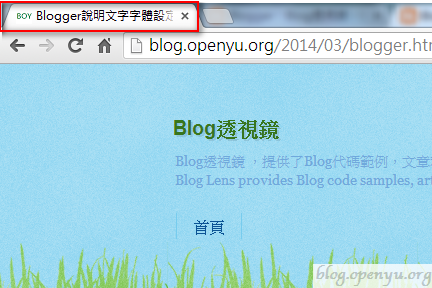 BOY Blogger說明文字字體設定
blog.openyu.org/2014/03/blogger.ht
Blog透視鏡
Blog透視鏡 ，提供了Blog代碼範例，文章
Blog Lens provides Blog code samples, art
首頁
blog.openyu.org